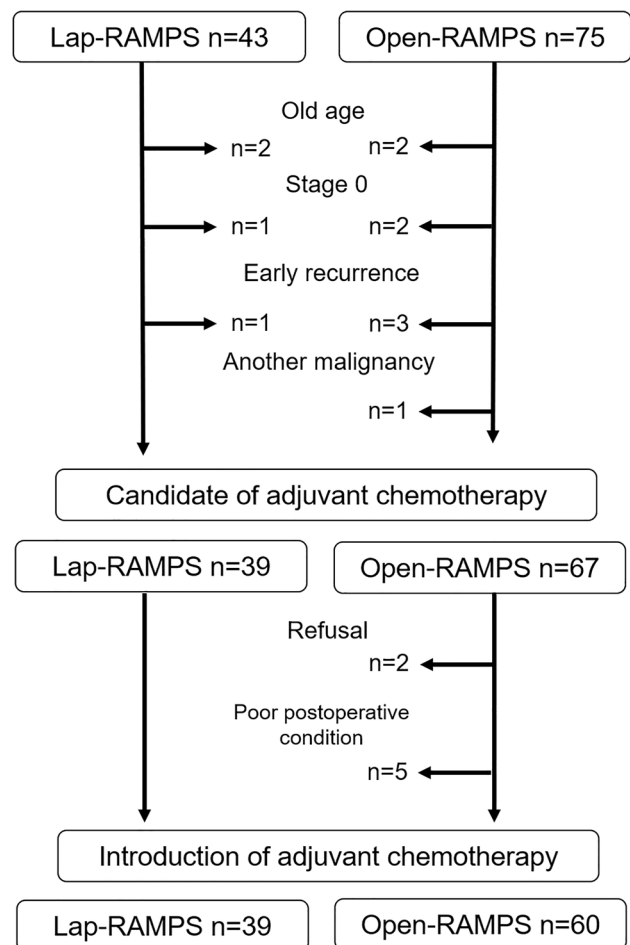 Lap-RAMPS n=43
Open-RAMPS n=75
Old age
n=2
n=2
Stage 0
n=1
n=2
Early recurrence
n=1
n=3
Another malignancy
n=1
Candidate of adjuvant chemotherapy
Lap-RAMPS n=39
Open-RAMPS n=67
Refusal
n=2
Poor postoperative
condition
n=5
Introduction of adjuvant chemotherapy
Lap-RAMPS n=39
Open-RAMPS n=60